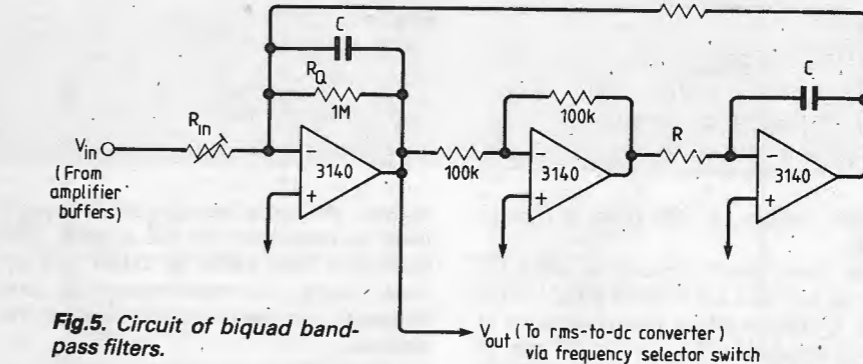 C
R_Q
1M
C
100k
R_in
V_in
(From
amplifier
buffers)
−
3140
+
100k
−
3140
+
R
−
3140
+
Fig.5. Circuit of biquad band-
pass filters.
V_out (To rms-to-dc converter)
via frequency selector switch